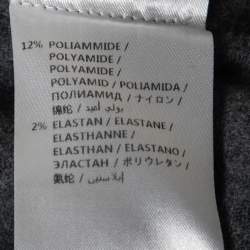 12% POLIAMMIDE /
POLYAMIDE /
POLYAMIDE /
POLYAMID / POLIAMIDA /
ПОЛИАМИД / ナイロン /
锦纶 / بولي أميد /
2% ELASTAN / ELASTANE /
ELASTHANNE /
ELASTHAN / ELASTANO /
ЭЛАСТАН / ポリウレタン /
氨纶 / إيلاستين /